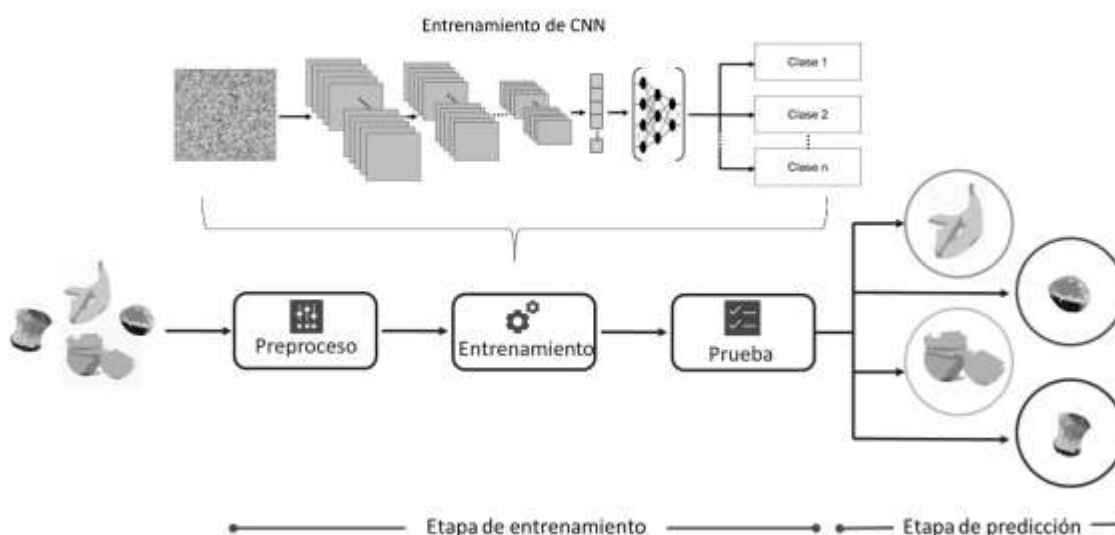 Entrenamiento de CNN
Clase 1
Clase 2
Clase n
Preproceso
Entrenamiento
Prueba
Etapa de entrenamiento
Etapa de predicción